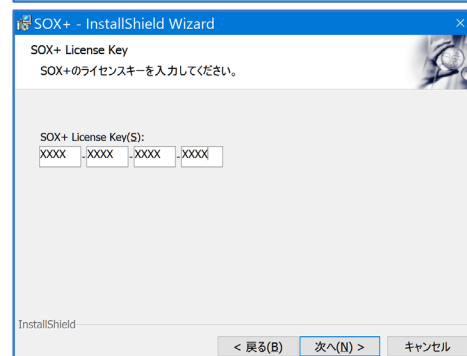 SOX+ - InstallShield Wizard
SOX+ License Key
SOX+のライセンスキーを入力してください。
SOX+ License Key(S):
XXXX - XXXX - XXXX - XXXX
InstallShield
< 戻る(B) 次へ(N) > キャンセル